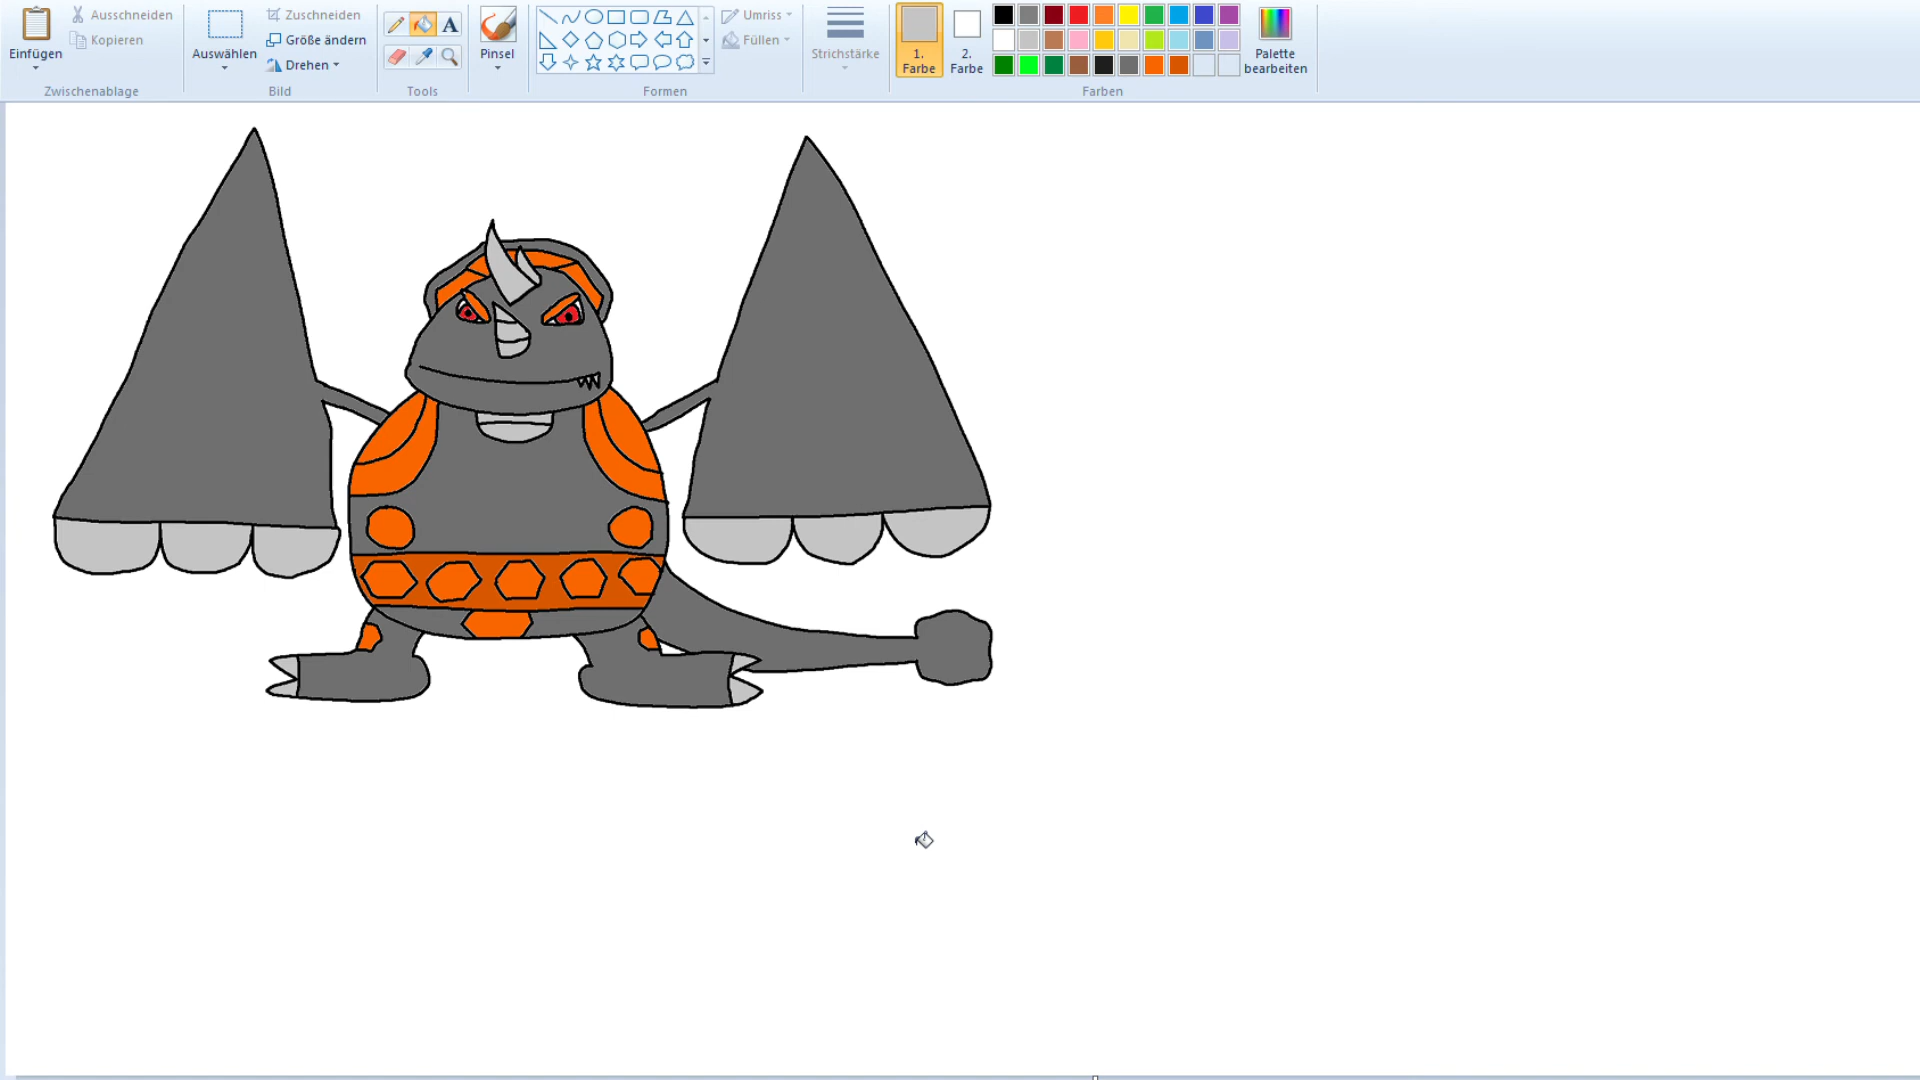 Einfügen
Ausschneiden
Kopieren
Zwischenablage
Auswählen
Zuschneiden
Größe ändern
Drehen
Bild
A
Tools
Pinsel
Formen
Umriss
Füllen
Strichstärke
1.
Farbe
2.
Farbe
Palette
bearbeiten
Farben